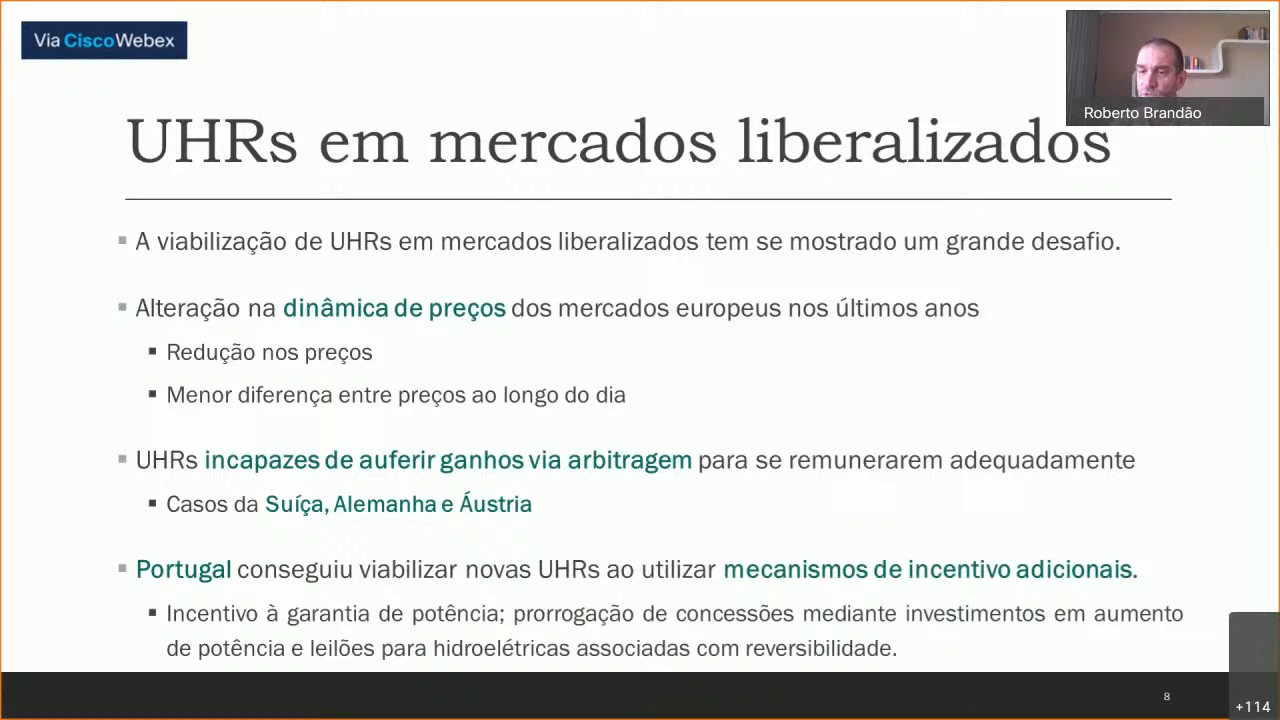 Via Cisco Webex
Roberto Brandão
UHRs em mercados liberalizados
▪ A viabilização de UHRs em mercados liberalizados tem se mostrado um grande desafio.
▪ Alteração na dinâmica de preços dos mercados europeus nos últimos anos
▪ Redução nos preços
▪ Menor diferença entre preços ao longo do dia
▪ UHRs incapazes de auferir ganhos via arbitragem para se remunerarem adequadamente
▪ Casos da Suíça, Alemanha e Áustria
▪ Portugal conseguiu viabilizar novas UHRs ao utilizar mecanismos de incentivo adicionais.
▪ Incentivo à garantia de potência; prorrogação de concessões mediante investimentos em aumento
de potência e leilões para hidroelétricas associadas com reversibilidade.
8
+114